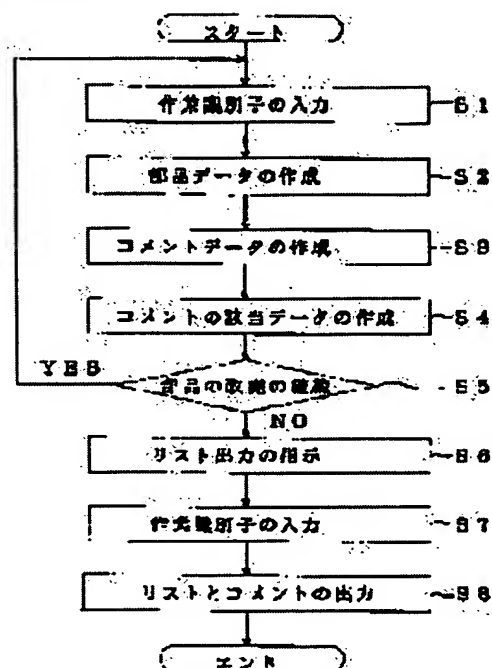 スタート
作業識別子の入力
S1
部品データの作成
S2
コメントデータの作成
S3
コメントの該当データの作成
S4
YES
部品の改廃の確認
S5
NO
リスト出力の指示
S6
作業識別子の入力
S7
リストとコメントの出力
S8
エンド